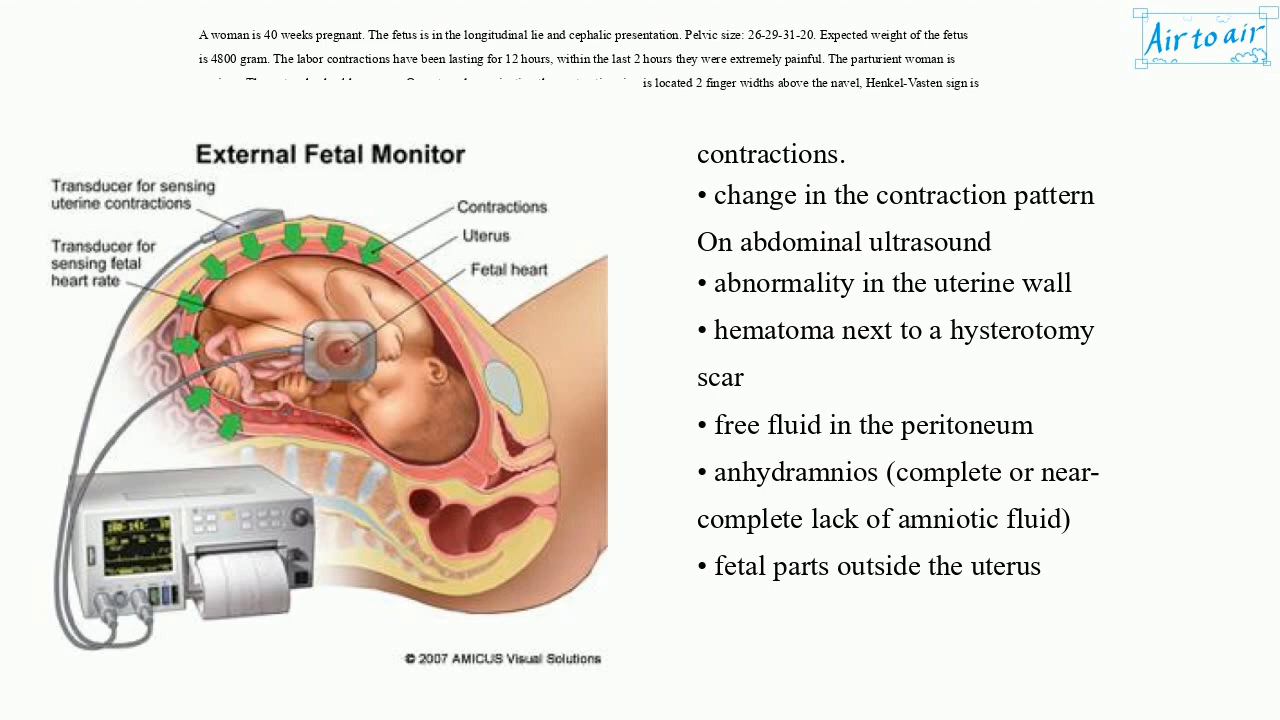 A woman is 40 weeks pregnant. The fetus is in the longitudinal lie and cephalic presentation. Pelvic size: 26-29-31-20. Expected weight of the fetus
is 4800 gram. The labor contractions have been lasting for 12 hours, within the last 2 hours they were extremely painful. The parturient woman is
is located 2 finger widths above the navel, Henkel-Vasten sign is
Air to air
External Fetal Monitor
Transducer for sensing
uterine contractions
Transducer for
sensing fetal
heart rate
Contractions
Uterus
Fetal heart
© 2007 AMICUS Visual Solutions
contractions.
• change in the contraction pattern
On abdominal ultrasound
• abnormality in the uterine wall
• hematoma next to a hysterotomy
scar
• free fluid in the peritoneum
• anhydramnios (complete or near-
complete lack of amniotic fluid)
• fetal parts outside the uterus